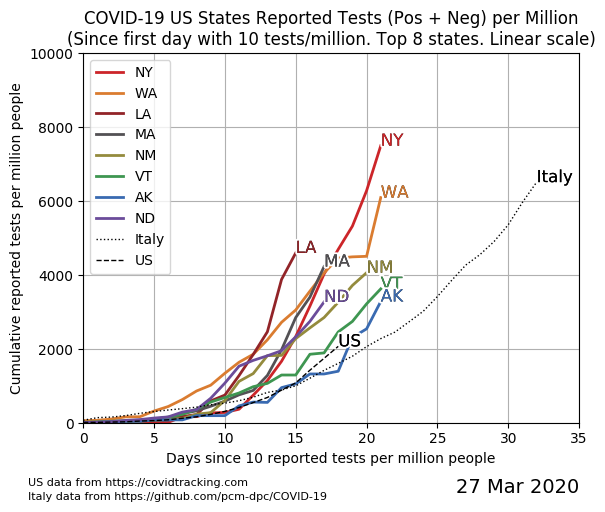 COVID-19 US States Reported Tests (Pos + Neg) per Million
(Since first day with 10 tests/million. Top 8 states. Linear scale)
Cumulative reported tests per million people
10000
8000
6000
4000
2000
0
NY
WA
LA
MA
NM
VT
AK
ND
Italy
US
NY
WA
Italy
LA
MA
NM
VT
ND
AK
US
0 5 10 15 20 25 30 35
Days since 10 reported tests per million people
US data from https://covidtracking.com
Italy data from https://github.com/pcm-dpc/COVID-19
27 Mar 2020